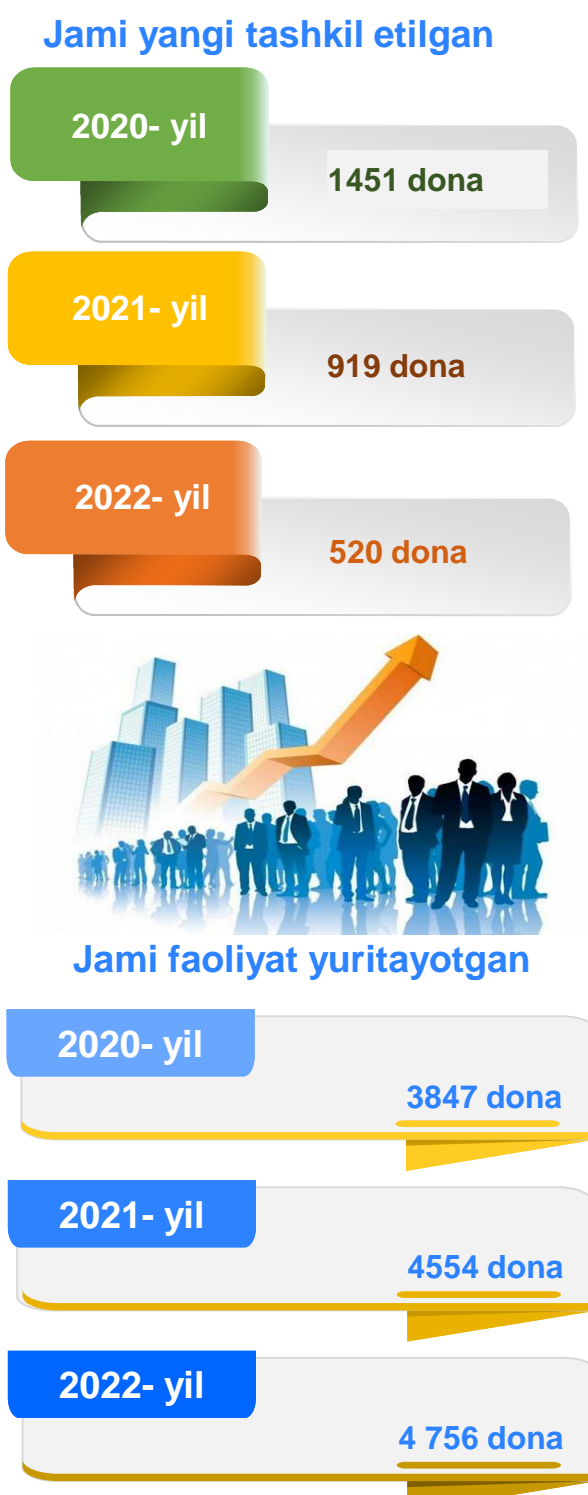 Jami yangi tashkil etilgan
2020- yil
1451 dona
2021- yil
919 dona
2022- yil
520 dona
Jami faoliyat yuritayotgan
2020- yil
3847 dona
2021- yil
4554 dona
2022- yil
4 756 dona